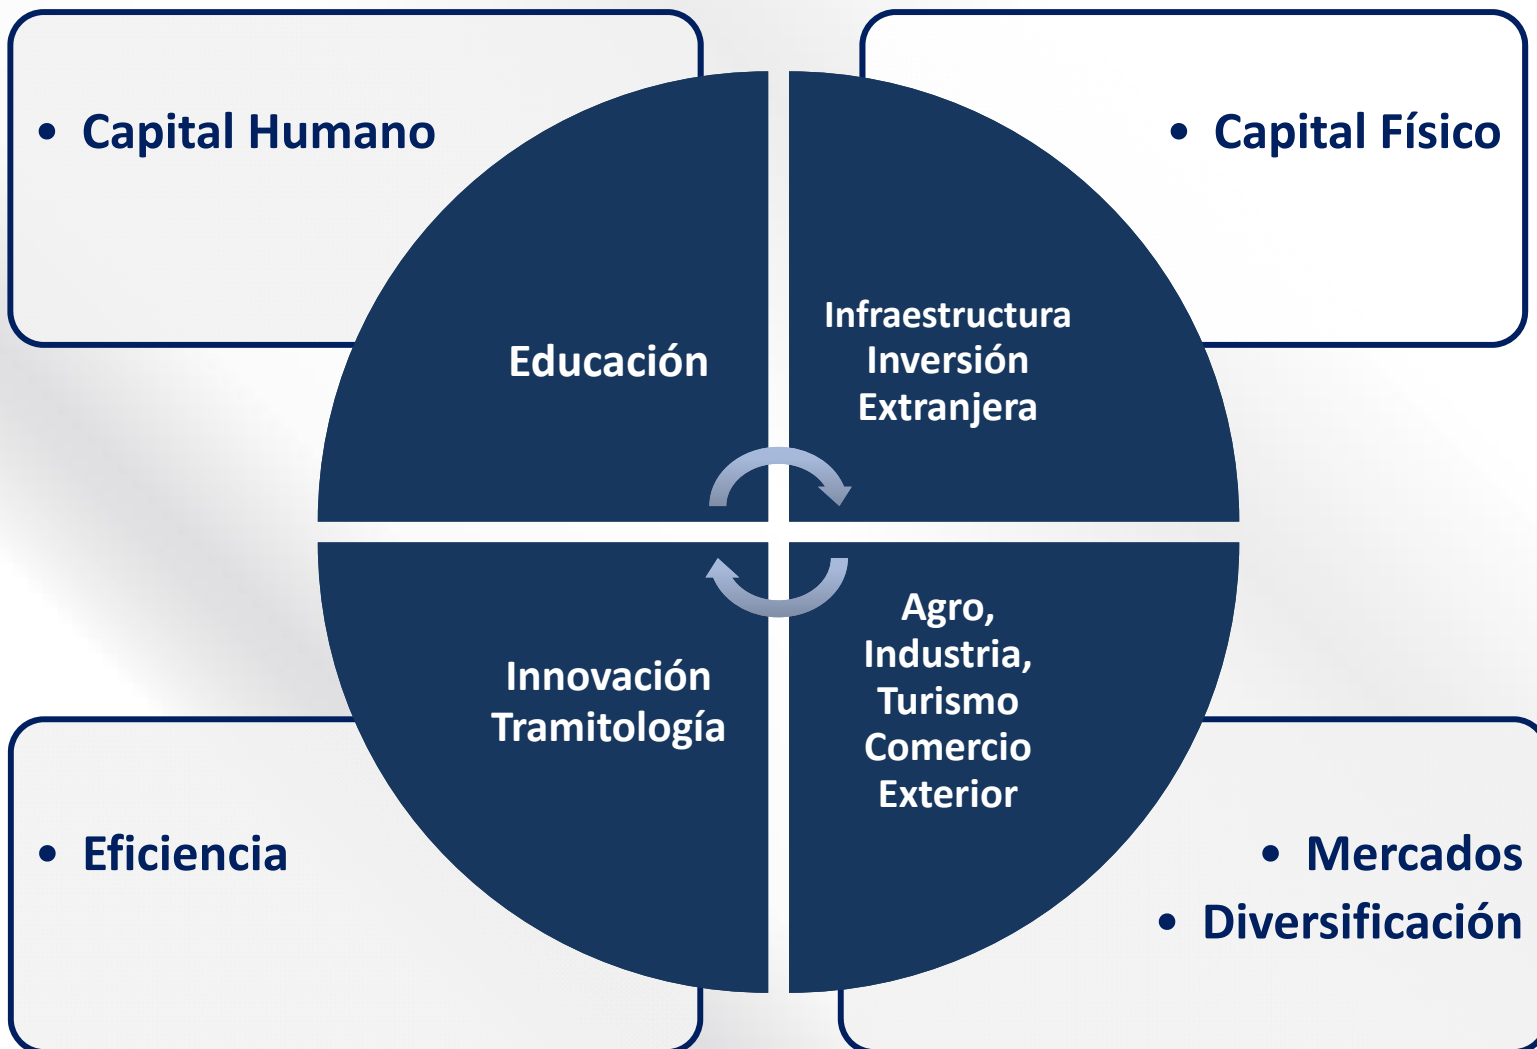 • Capital Humano
• Capital Físico
Educación
Infraestructura
Inversión
Extranjera
Innovación
Tramitología
Agro,
Industria,
Turismo
Comercio
Exterior
• Eficiencia
• Mercados
• Diversificación